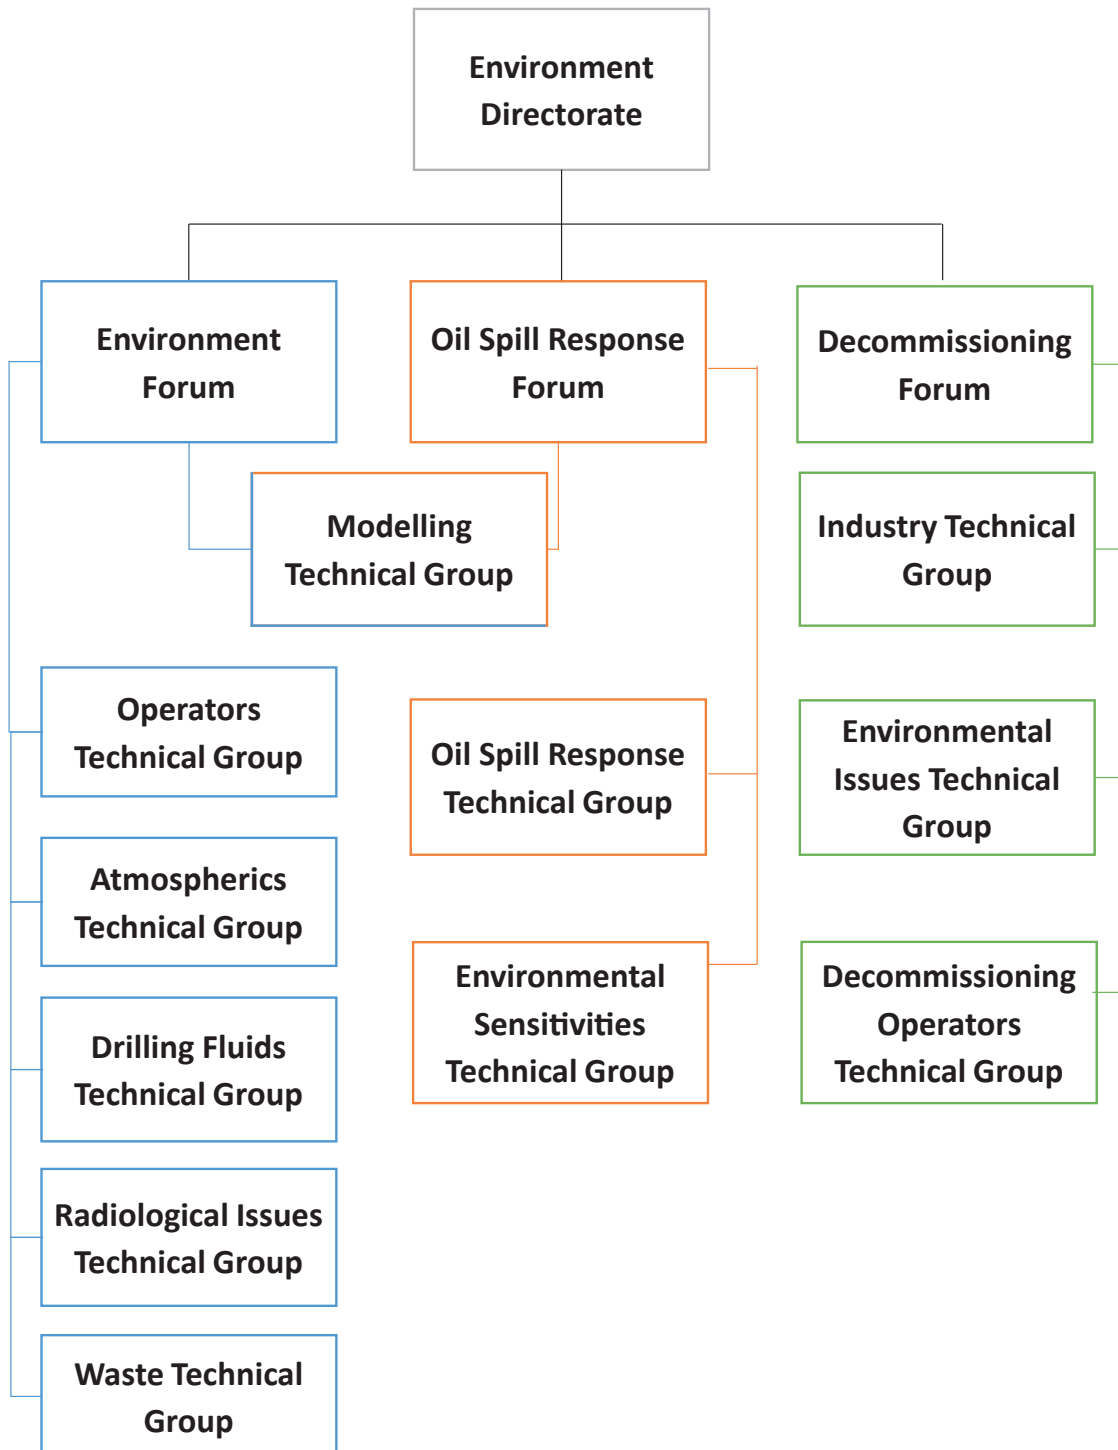 Environment
Directorate
Environment
Forum
Oil Spill Response
Forum
Decommissioning
Forum
Modelling
Technical Group
Industry Technical
Group
Operators
Technical Group
Oil Spill Response
Technical Group
Environmental
Issues Technical
Group
Atmospherics
Technical Group
Environmental
Sensitivities
Technical Group
Decommissioning
Operators
Technical Group
Drilling Fluids
Technical Group
Radiological Issues
Technical Group
Waste Technical
Group